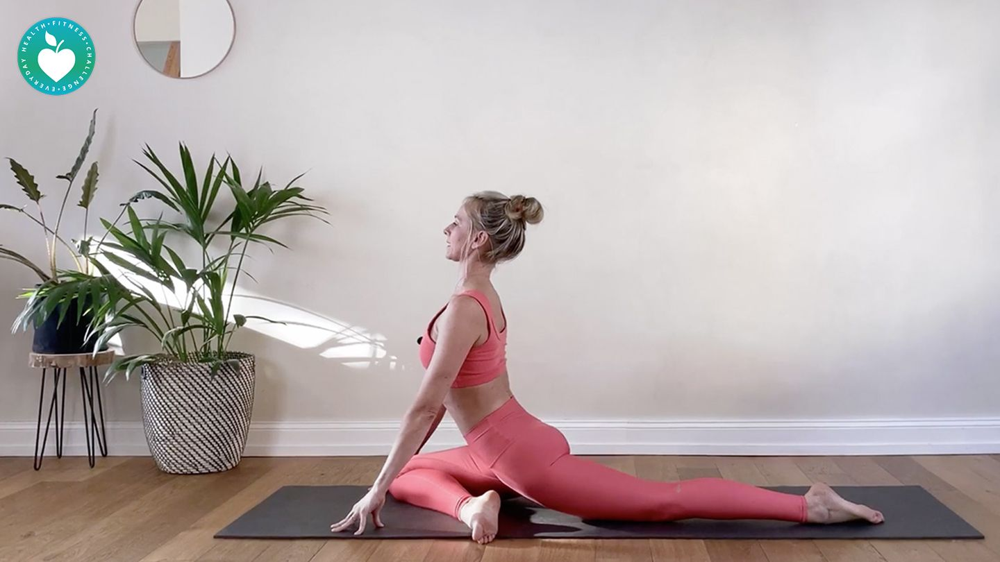 EVERYDAY HEALTH • FITNESS • CHALLENGE •